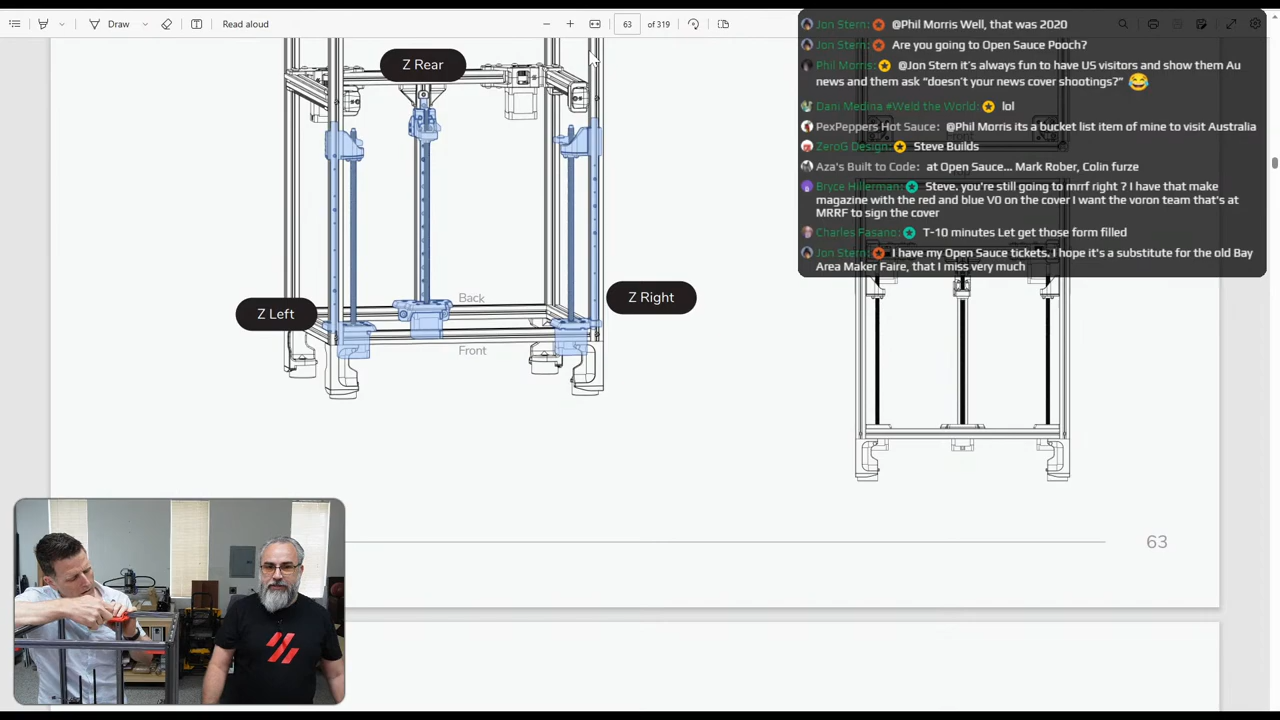 Draw
Read aloud
63
of 319
Z Rear
Z Left
Back
Z Right
Front
63
Jon Stern: @Phil Morris Well, that was 2020
Jon Stern: Are you going to Open Sauce Pooch?
Phil Morris: @Jon Stern it's always fun to have US visitors and show them Au
news and them ask "doesn't your news cover shootings?" 😂
Dani Medina #Weld the World: lol
PexPeppers Hot Sauce: @Phil Morris its a bucket list item of mine to visit Australia
ZeroG Design: Steve Builds
Aza's Built to Code: at Open Sauce... Mark Rober, Colin furze
Bryce Hillerman: Steve. you're still going to mrrf right ? I have that make
magazine with the red and blue V0 on the cover I want the voron team that's at
MRRF to sign the cover
Charles Fasano: T-10 minutes Let get those form filled
Jon Stern: I have my Open Sauce tickets. I hope it's a substitute for the old Bay
Area Maker Faire, that I miss very much